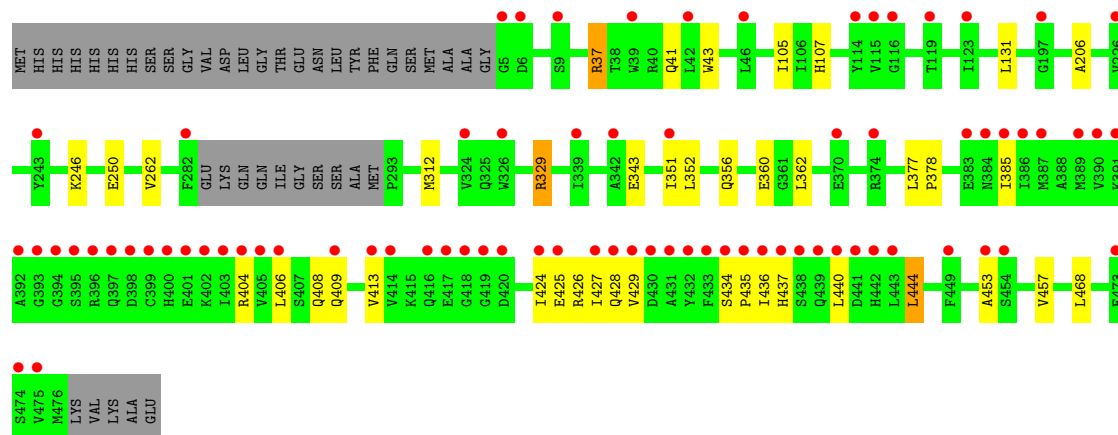 MET HIS HIS HIS HIS HIS HIS SER SER GLY VAL ASP LEU GLY THR GLU ASN LEU TYR PHE GLN SER MET ALA ALA GLY G5 D6 S9 R37 T38 W39 R40 Q41 L42 W43 L46 I105 I106 H107 Y114 V115 G116 T119 I123 L131 G197 A206 V226
Y243 K246 E250 V262 F282 GLU LYS GLN GLN ILE GLY SER SER ALA MET P293 M312 V324 Q325 W326 R329 I339 A342 E343 I351 L352 Q356 E360 G361 L362 E370 R374 L377 P378 E383 N384 I385 I386 M387 A388 M389 V390 K391
A392 G393 G394 S395 R396 Q397 D398 C399 H400 E401 K402 I403 R404 V405 L406 S407 Q408 Q409 V413 V414 K415 Q416 E417 G418 G419 D420 I424 E425 R426 I427 Q428 V429 D430 A431 Y432 F433 S434 P435 I436 H437 S438 Q439 L440 D441 H442 L443 L444 F449 A453 S454 V457 L468
S474 V475 M476 LYS VAL LYS ALA GLU